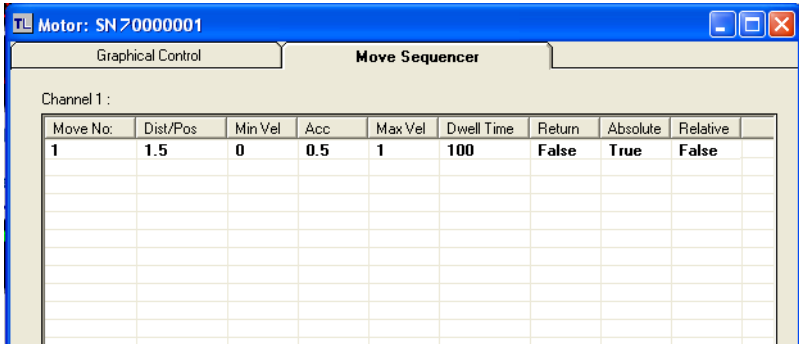 TL Motor: SN 70000001
Graphical Control Move Sequencer
Channel 1 :
Move No: Dist/Pos Min Vel Acc Max Vel Dwell Time Return Absolute Relative
1 1.5 0 0.5 1 100 False True False